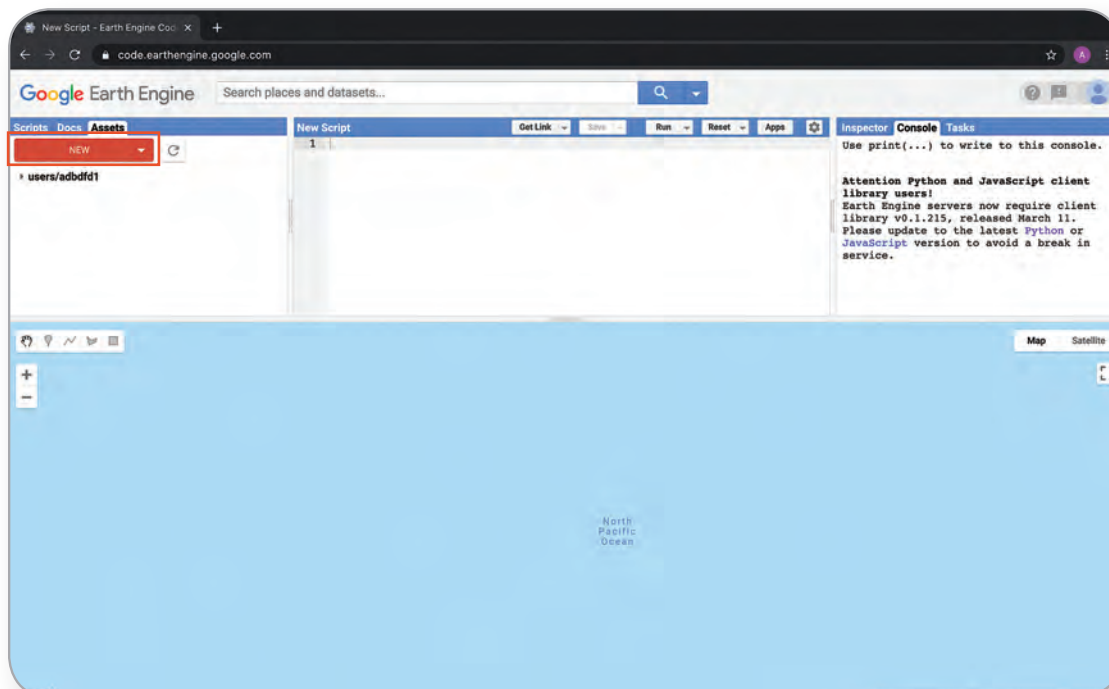 New Script - Earth Engine Cod
code.earthengine.google.com
A
Google Earth Engine
Search places and datasets...
Scripts Docs Assets
NEW
users/adbdfd1
New Script
Get Link Save Run Reset Apps
1
Inspector Console Tasks
Use print(...) to write to this console.
Attention Python and JavaScript client
library users!
Earth Engine servers now require client
library v0.1.215, released March 11.
Please update to the latest Python or
JavaScript version to avoid a break in
service.
Map Satellite
North
Pacific
Ocean